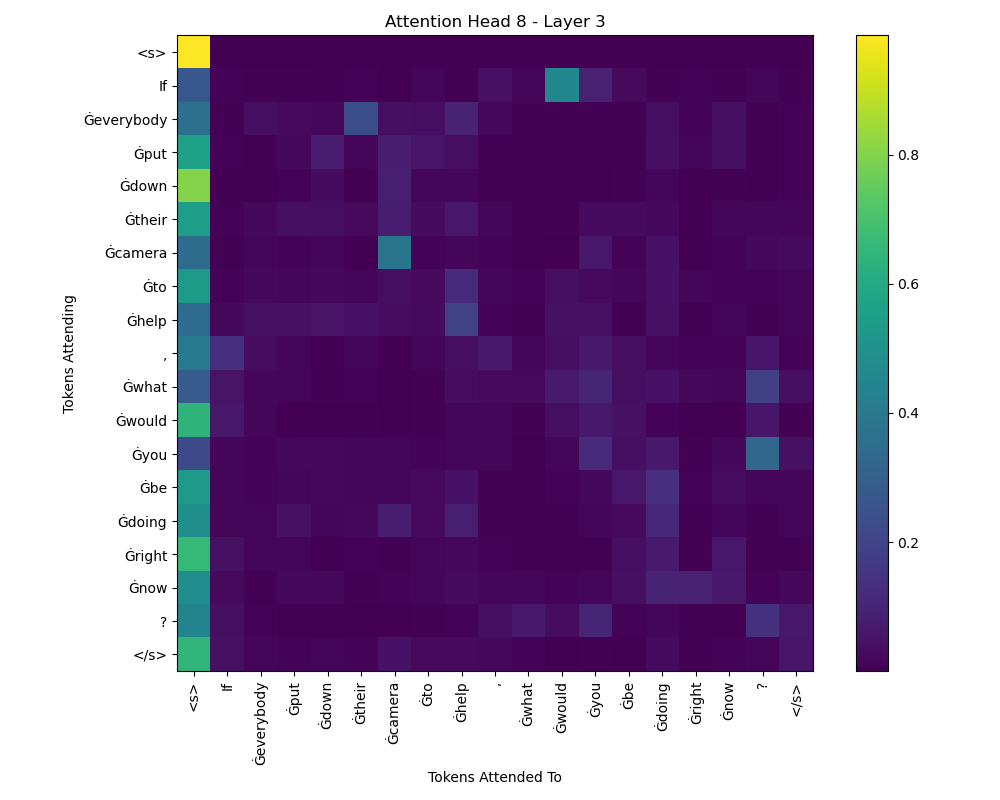 Attention Head 8 - Layer 3
Tokens Attending
<s>
If
Ġeverybody
Ġput
Ġdown
Ġtheir
Ġcamera
Ġto
Ġhelp
,
Ġwhat
Ġwould
Ġyou
Ġbe
Ġdoing
Ġright
Ġnow
?
</s>
<s>
If
Ġeverybody
Ġput
Ġdown
Ġtheir
Ġcamera
Ġto
Ġhelp
,
Ġwhat
Ġwould
Ġyou
Ġbe
Ġdoing
Ġright
Ġnow
?
</s>
Tokens Attended To
0.8
0.6
0.4
0.2